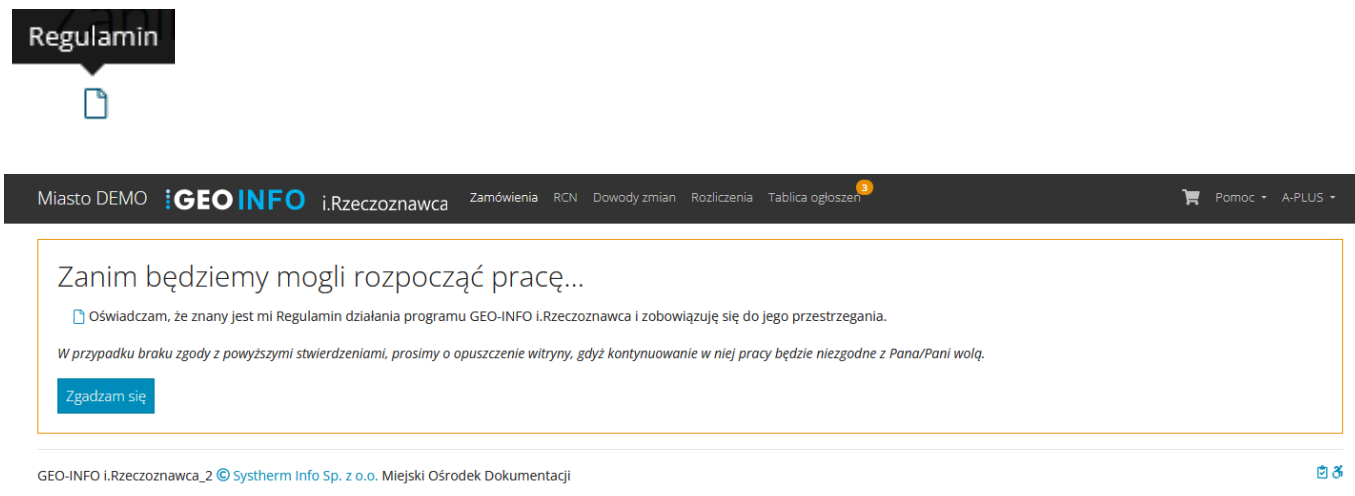 Regulamin
Miasto DEMO GEO INFO i.Rzeczoznawca Zamówienia RCN Dowody zmian Rozliczenia Tablica ogłoszeń 3 Pomoc A-PLUS
Zanim będziemy mogli rozpocząć pracę...
Oświadczam, że znany jest mi Regulamin działania programu GEO-INFO i.Rzeczoznawca i zobowiązuję się do jego przestrzegania.
W przypadku braku zgody z powyższymi stwierdzeniami, prosimy o opuszczenie witryny, gdyż kontynuowanie w niej pracy będzie niezgodne z Pana/Pani wolą.
Zgadzam się
GEO-INFO i.Rzeczoznawca_2 © Systherm Info Sp. z o.o. Miejski Ośrodek Dokumentacji